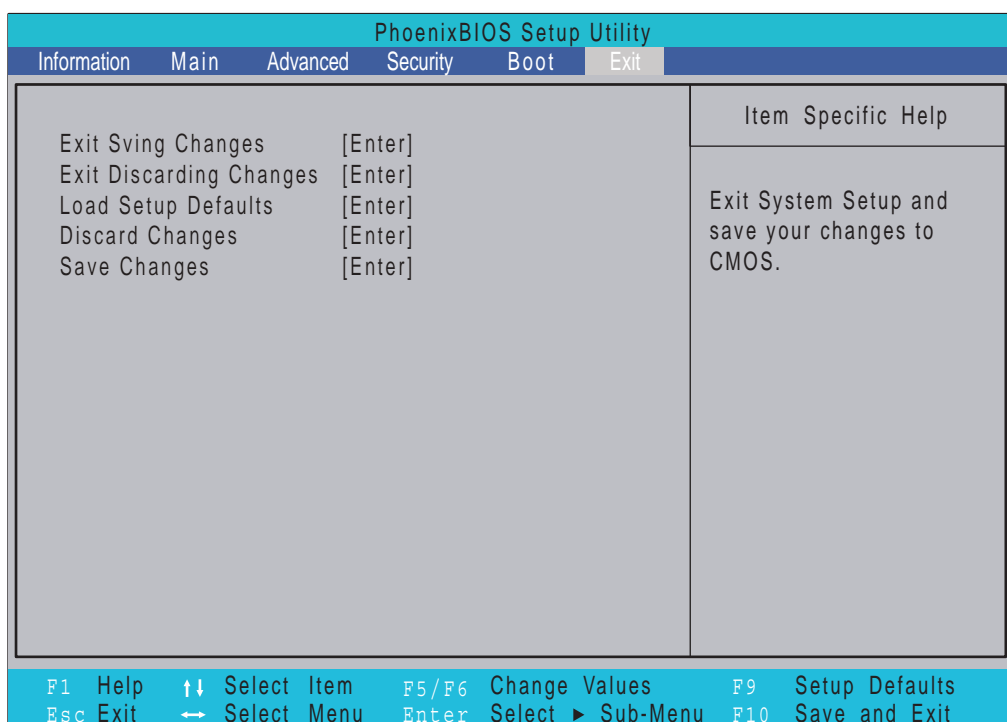 PhoenixBIOS Setup Utility
Information Main Advanced Security Boot Exit
Item Specific Help
Exit Sving Changes [Enter]
Exit Discarding Changes [Enter]
Load Setup Defaults [Enter]
Discard Changes [Enter]
Save Changes [Enter]
Exit System Setup and
save your changes to
CMOS.
F1 Help ↑↓ Select Item F5/F6 Change Values F9 Setup Defaults
Esc Exit ↔ Select Menu Enter Select ▶ Sub-Menu F10 Save and Exit